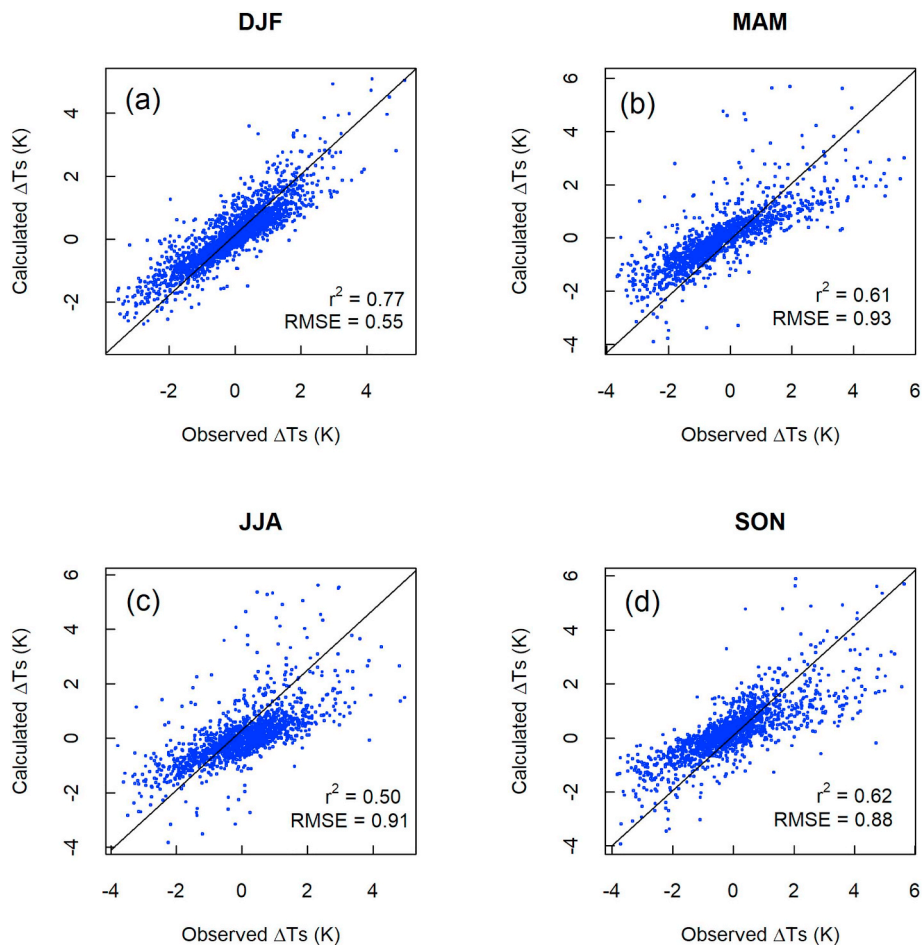 DJF
(a)
4
2
0
-2
Calculated ΔTs (K)
r² = 0.77
RMSE = 0.55
-2 0 2 4
Observed ΔTs (K)
MAM
(b)
6
4
2
0
-2
-4
Calculated ΔTs (K)
r² = 0.61
RMSE = 0.93
-4 -2 0 2 4 6
Observed ΔTs (K)
JJA
(c)
6
4
2
0
-2
-4
Calculated ΔTs (K)
r² = 0.50
RMSE = 0.91
-4 -2 0 2 4
Observed ΔTs (K)
SON
(d)
6
4
2
0
-2
-4
Calculated ΔTs (K)
r² = 0.62
RMSE = 0.88
-4 -2 0 2 4 6
Observed ΔTs (K)